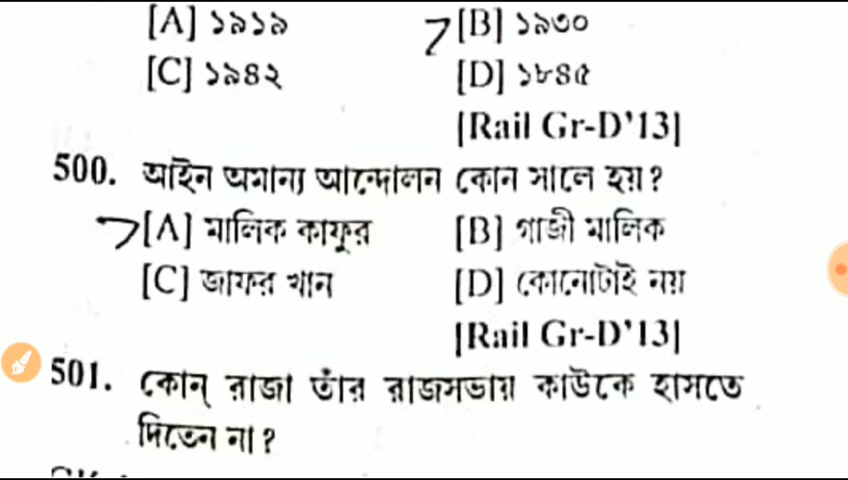 [A] ১৯১৯ [B] ১৯৩০
[C] ১৯৪২ [D] ১৮৪৫
[Rail Gr-D'13]
500. আইন অমান্য আন্দোলন কোন সালে হয়?
[A] মালিক কাফুর [B] গাজী মালিক
[C] জাফর খান [D] কোনোটাই নয়
[Rail Gr-D'13]
501. কোন্ রাজা তাঁর রাজসভায় কাউকে হাসতে
দিতেন না?